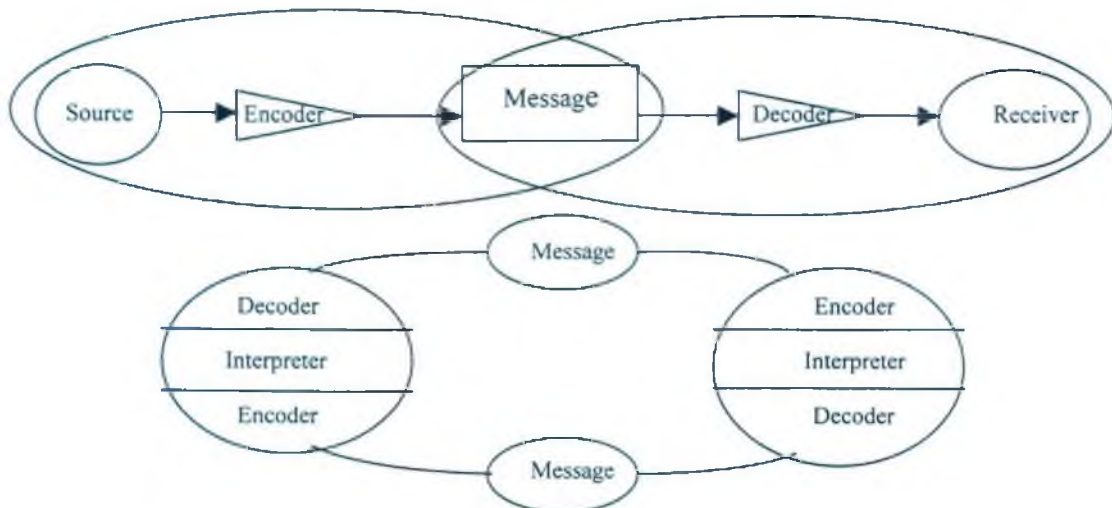 Source Encoder Message Decoder Receiver
Message
Decoder Encoder
Interpreter Interpreter
Encoder Decoder
Message